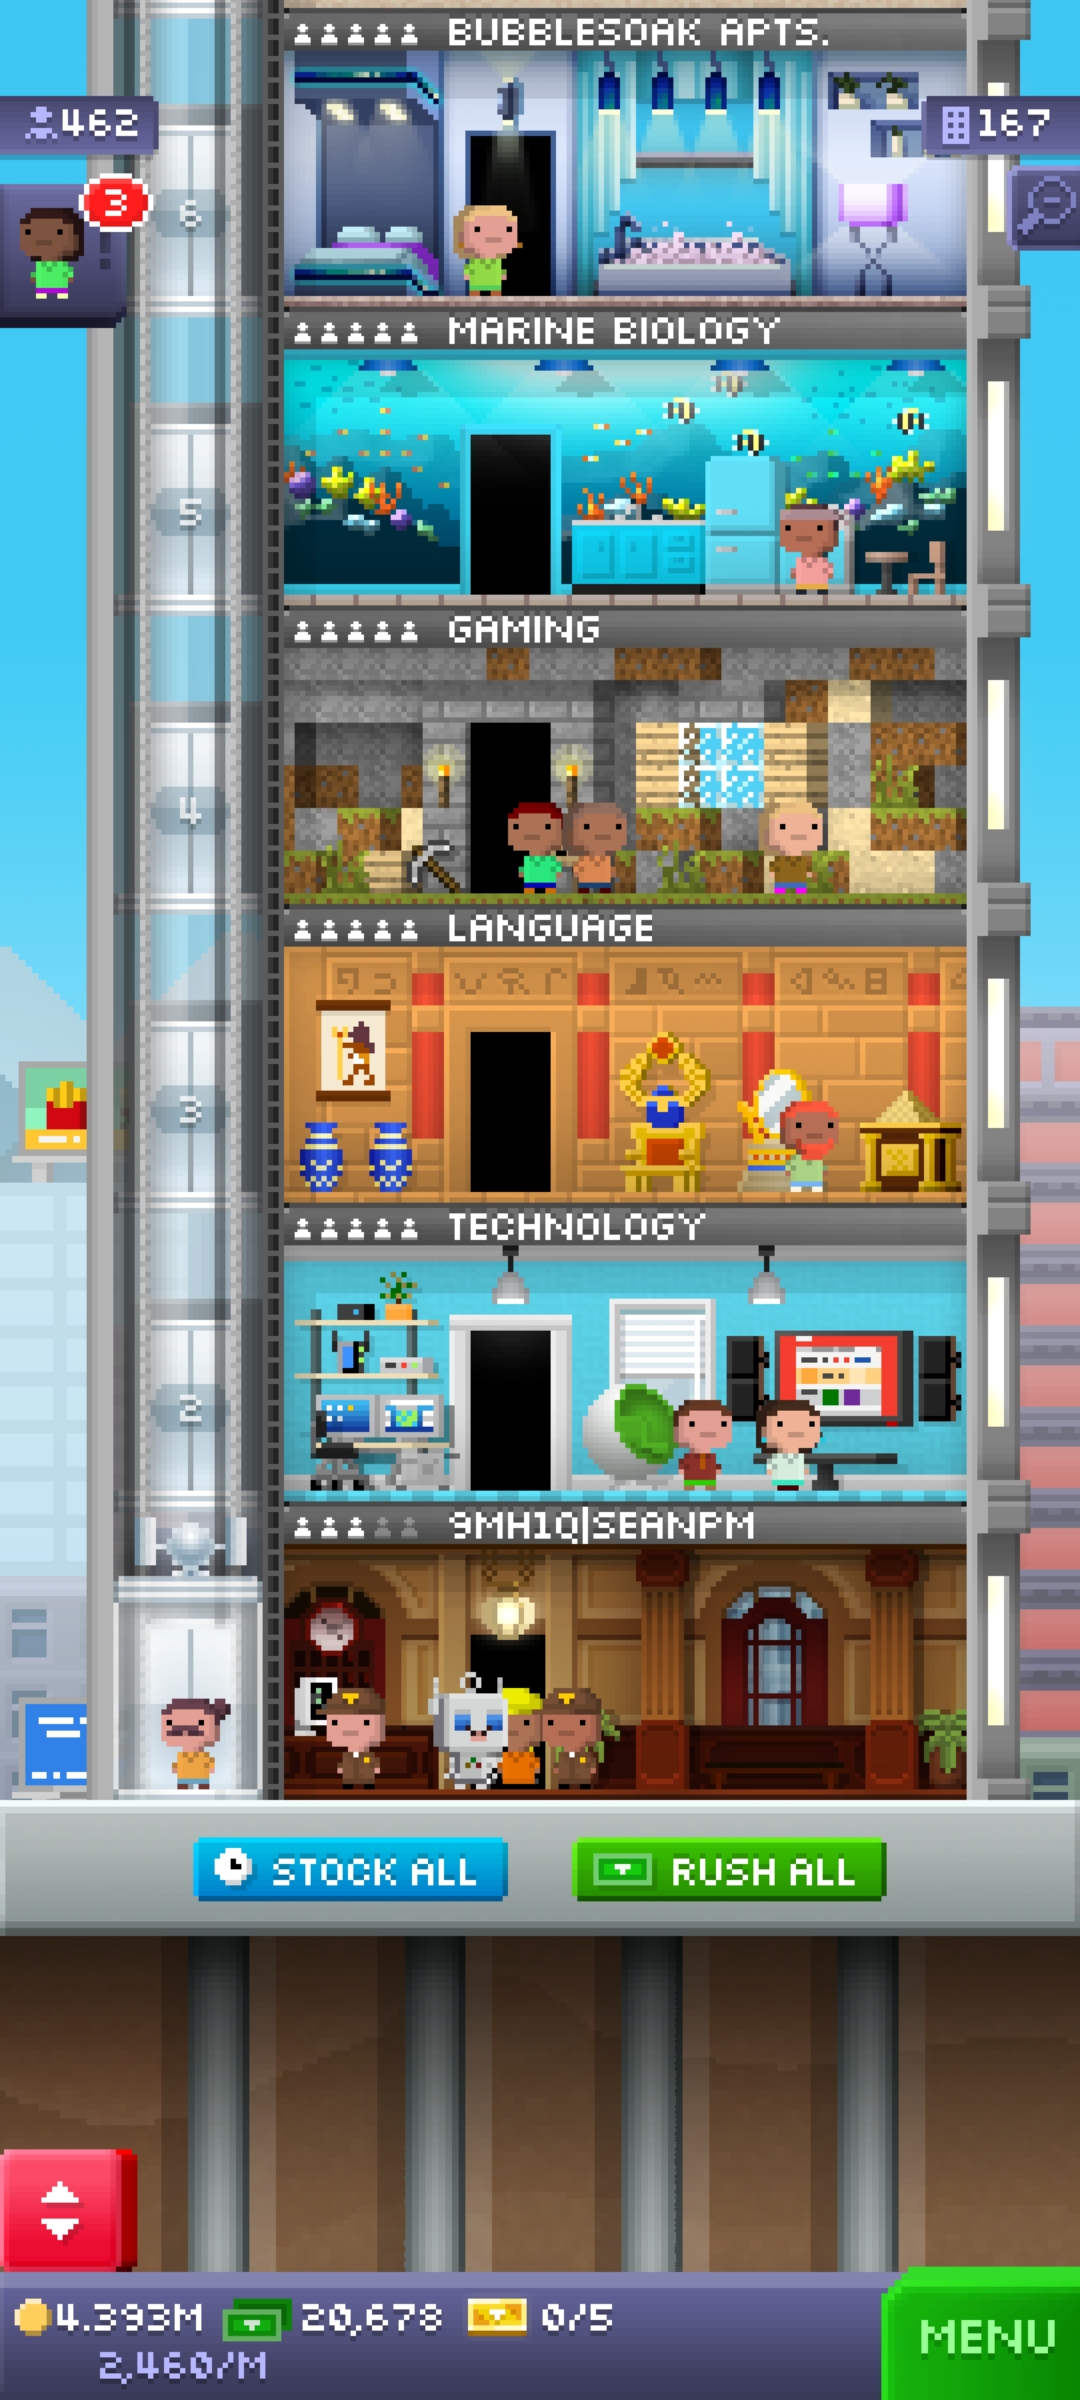 BUBBLESOAK APTS.
462
167
3
6
MARINE BIOLOGY
5
GAMING
4
LANGUAGE
3
TECHNOLOGY
2
9MH1Q|SEANPM
STOCK ALL
RUSH ALL
4.393M
20,678
0/5
2,460/M
MENU